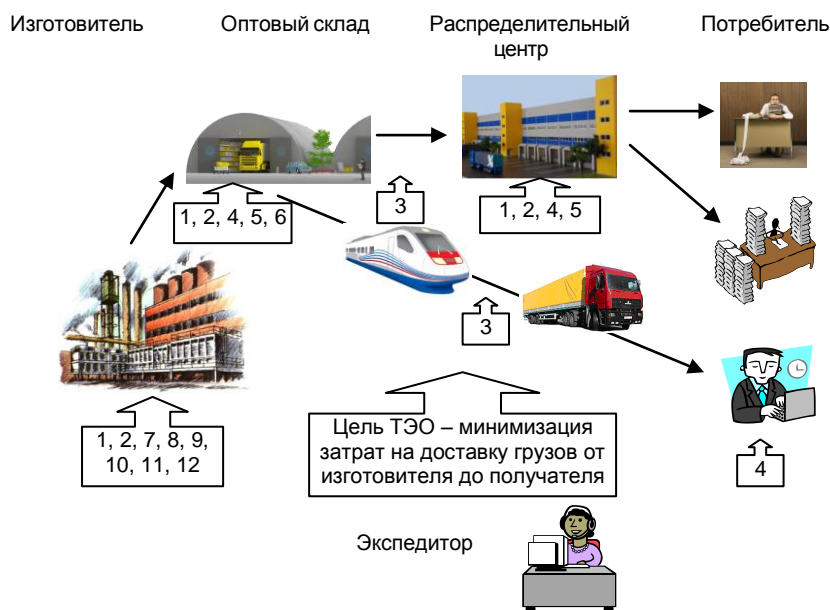 Изготовитель
Оптовый склад
Распределительный
центр
Потребитель
3
1, 2, 4, 5, 6
1, 2, 4, 5
3
1, 2, 7, 8, 9,
10, 11, 12
Цель ТЭО – минимизация
затрат на доставку грузов от
изготовителя до получателя
4
Экспедитор